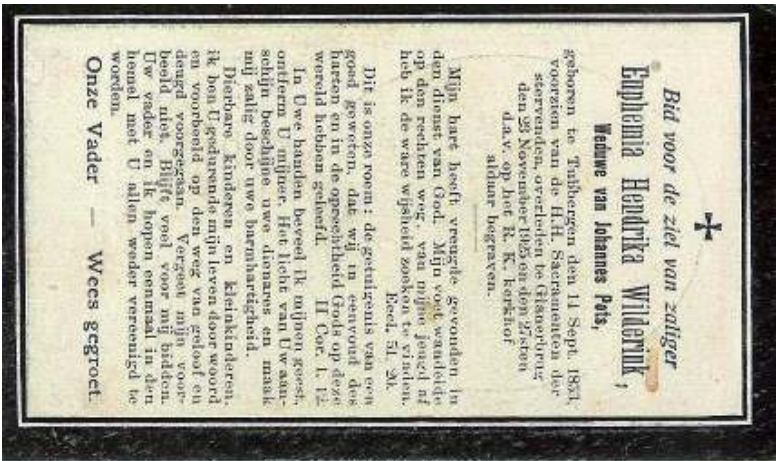 Bid voor de ziel van zaliger
Euphemia Hendrika Wilderink,
Weduwe van Johannes Pots,
geboren te Tubbergen den 14 Sept. 1853,
voorzien van de H.H. Sacramenten der
stervenden, overleden te Glanerbrug
den 23 November 1925 en den 27sten
d.a.v. op het R. K. kerkhof
aldaar begraven.
Mijn hart heeft vreugde gevonden in
den dienst van God. Mijn voet wandelde
op den rechten weg, van mijne jeugd af
heb ik de ware wijsheid zoeken te vinden.
Eccl. 51. 20.
Dit is onze roem: de getuigenis van een
goed geweten, dat wij in eenvoud des
harten en in de oprechtheid Gods op deze
wereld hebben geleefd. II Cor. 1, 12.
In Uwe handen beveel ik mijnen geest,
ontferm U mijner. Het licht van Uw aan-
schijn beschijne uwe dienares en maak
mij zalig door uwe barmhartigheid.
Dierbare kinderen en kleinkinderen,
ik ben U gedurende mijn leven door woord
en voorbeeld op den weg van geloof en
deugd voorgegaan. Vergeet mijn voor-
beeld niet. Blijft veel voor mij bidden.
Uw vader en ik hopen eenmaal in den
hemel met U allen weder vereenigd te
worden.
Onze Vader — Wees gegroet.